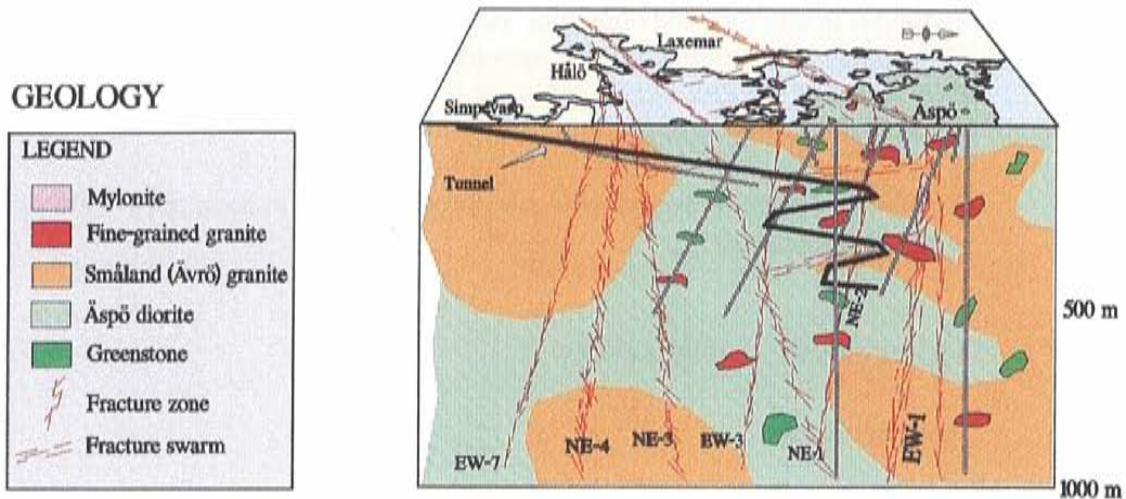 GEOLOGY
LEGEND
Mylonite
Fine-grained granite
Småland (Ävrö) granite
Äspö diorite
Greenstone
Fracture zone
Fracture swarm
Laxemar
Hålö
Äspö
Tunnel
500 m
NE-2
EW-7
NE-4
NE-3
EW-3
NE-1
EW-1
1000 m